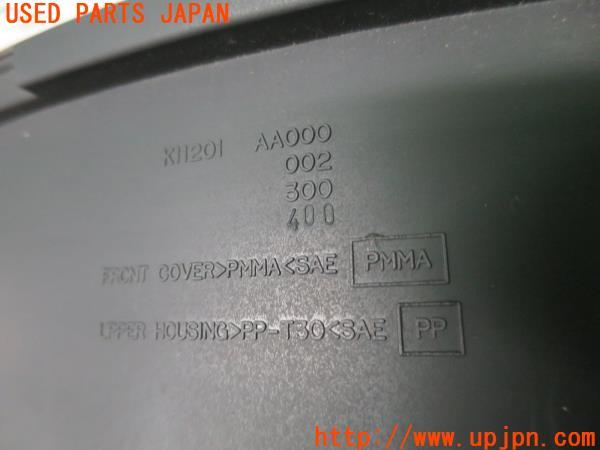 USED PARTS JAPAN
X11201 AA000
002
300
400
FRONT COVER>PMMA<SAE PMMA
UPPER HOUSING>PP-T30<SAE PP
http://www.upjpn.com